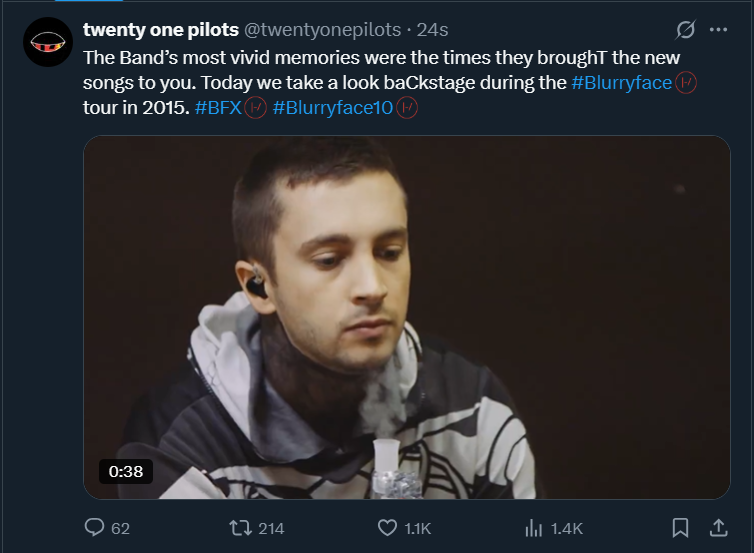 twenty one pilots @twentyonepilots · 24s
The Band's most vivid memories were the times they broughT the new
songs to you. Today we take a look baCkstage during the #Blurryface
tour in 2015. #BFX #Blurryface10
0:38
62 214 1.1K 1.4K